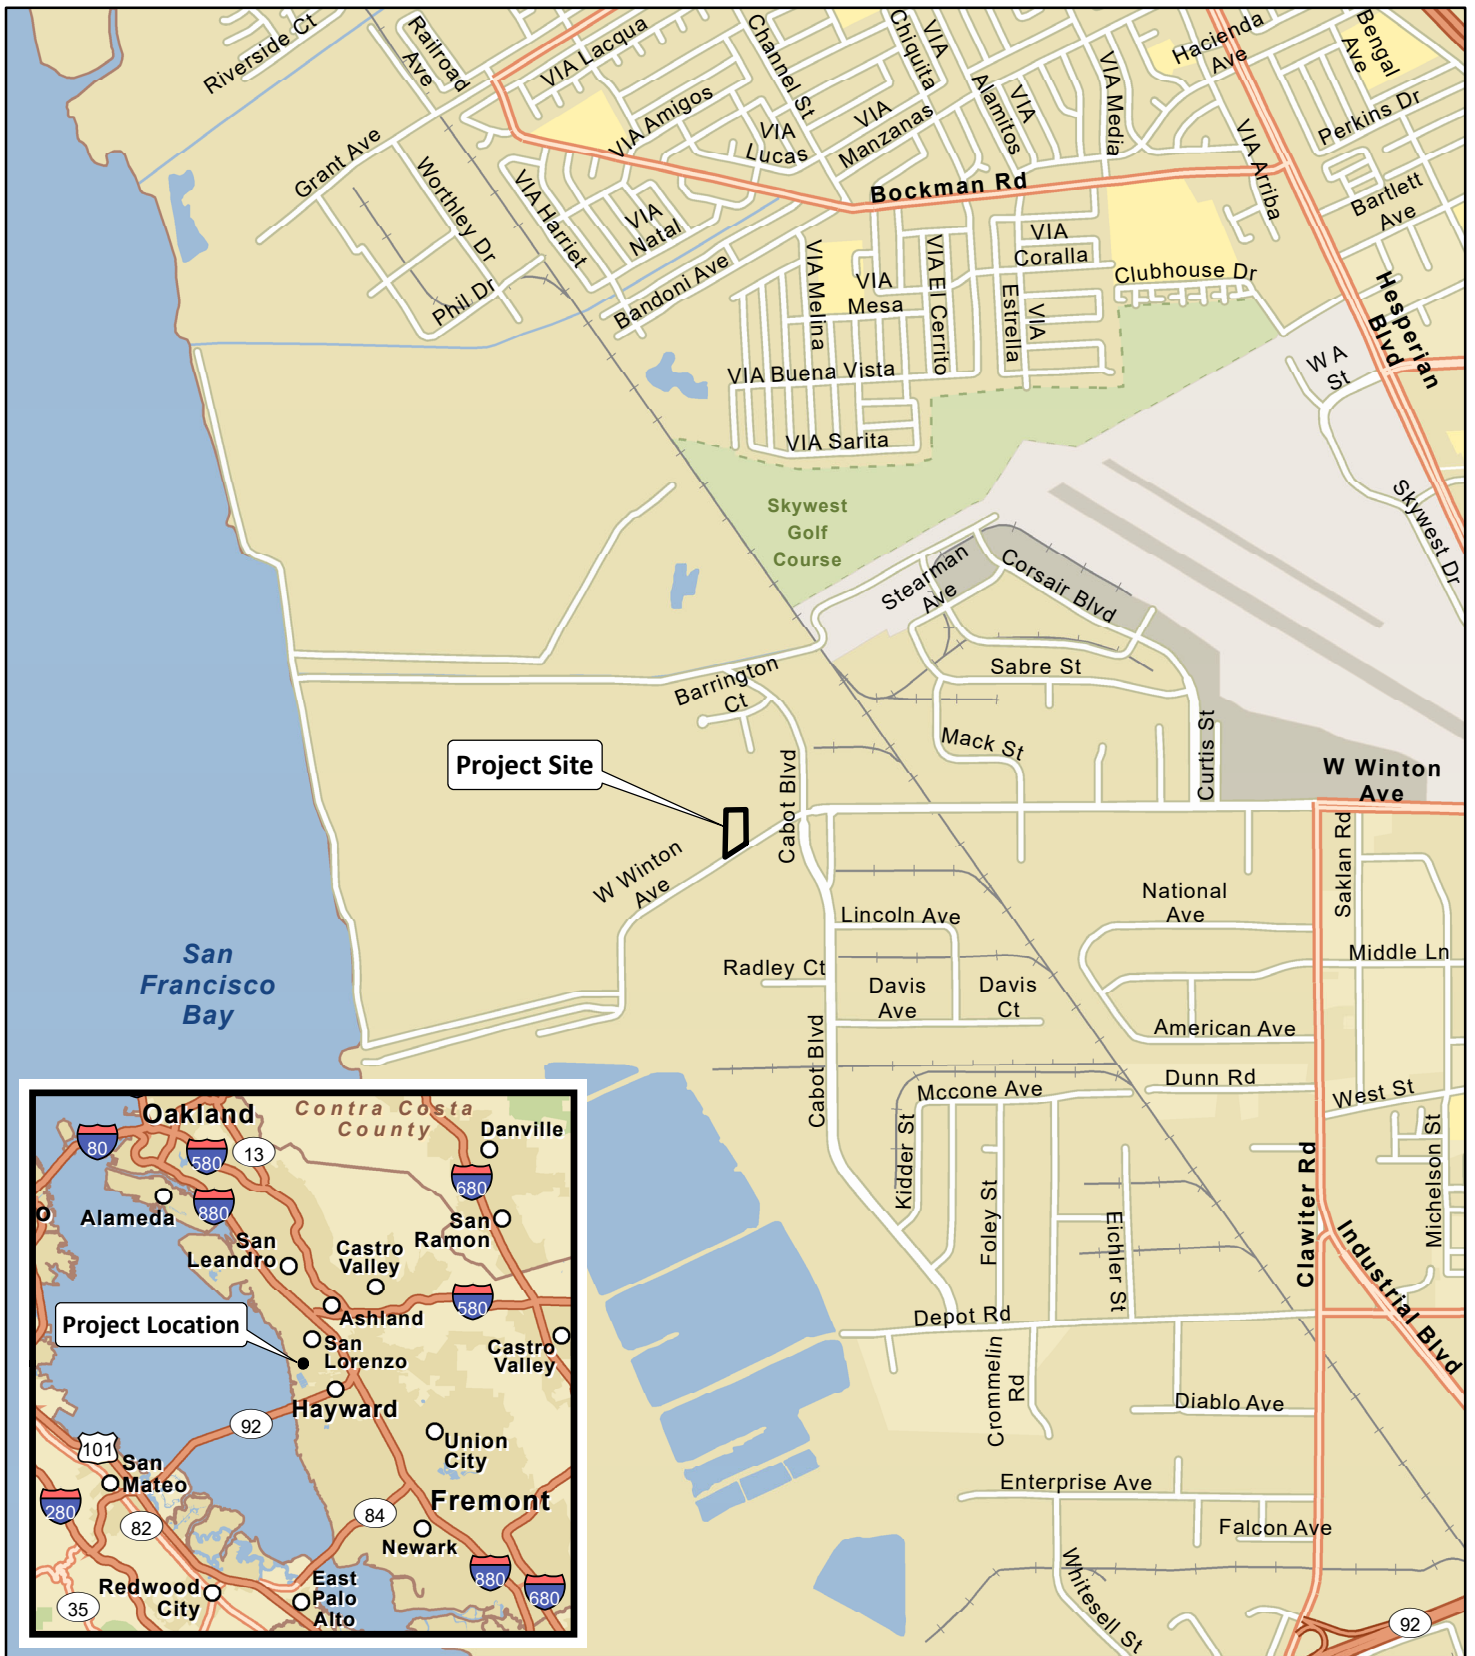 Riverside Ct
Railroad
Ave
VIA Lacqua
Channel St
VIA
Chiquita
Hacienda
Ave
Bengal
Ave
Grant Ave
Worthley Dr
VIA Amigos
VIA
Lucas
VIA
Manzanas
VIA
Alamitos
VIA Media
VIA Arriba
Perkins Dr
Bartlett
Ave
Bockman Rd
VIA Harriet
VIA
Natal
Phil Dr
Bandoni Ave
VIA Melina
VIA
Mesa
VIA El Cerrito
VIA
Coralla
VIA
Estrella
Clubhouse Dr
Hesperian
Blvd
W A
St
VIA Buena Vista
VIA Sarita
Skywest
Golf
Course
Skywest Dr
Stearman
Ave
Corsair Blvd
Sabre St
Barrington
Ct
Mack St
Curtis St
Project Site
Cabot Blvd
W Winton
Ave
W Winton
Ave
Saklan Rd
National
Ave
Lincoln Ave
Middle Ln
San
Francisco
Bay
Radley Ct
Davis
Ave
Davis
Ct
American Ave
Cabot Blvd
Mccone Ave
Dunn Rd
West St
Kidder St
Foley St
Eichler St
Clawiter Rd
Michelson St
Industrial Blvd
Depot Rd
Crommelin
Rd
Diablo Ave
Enterprise Ave
Falcon Ave
Whitesell St
92
Oakland
Contra Costa
County
Danville
80
580
13
880
680
Alameda
o
San
Leandro
Castro
Valley
San
Ramon
580
Ashland
Project Location
San
Lorenzo
Castro
Valley
Hayward
92
101
San
Mateo
Union
City
280
82
84
Fremont
Newark
880
680
Redwood
City
East
Palo
Alto
35